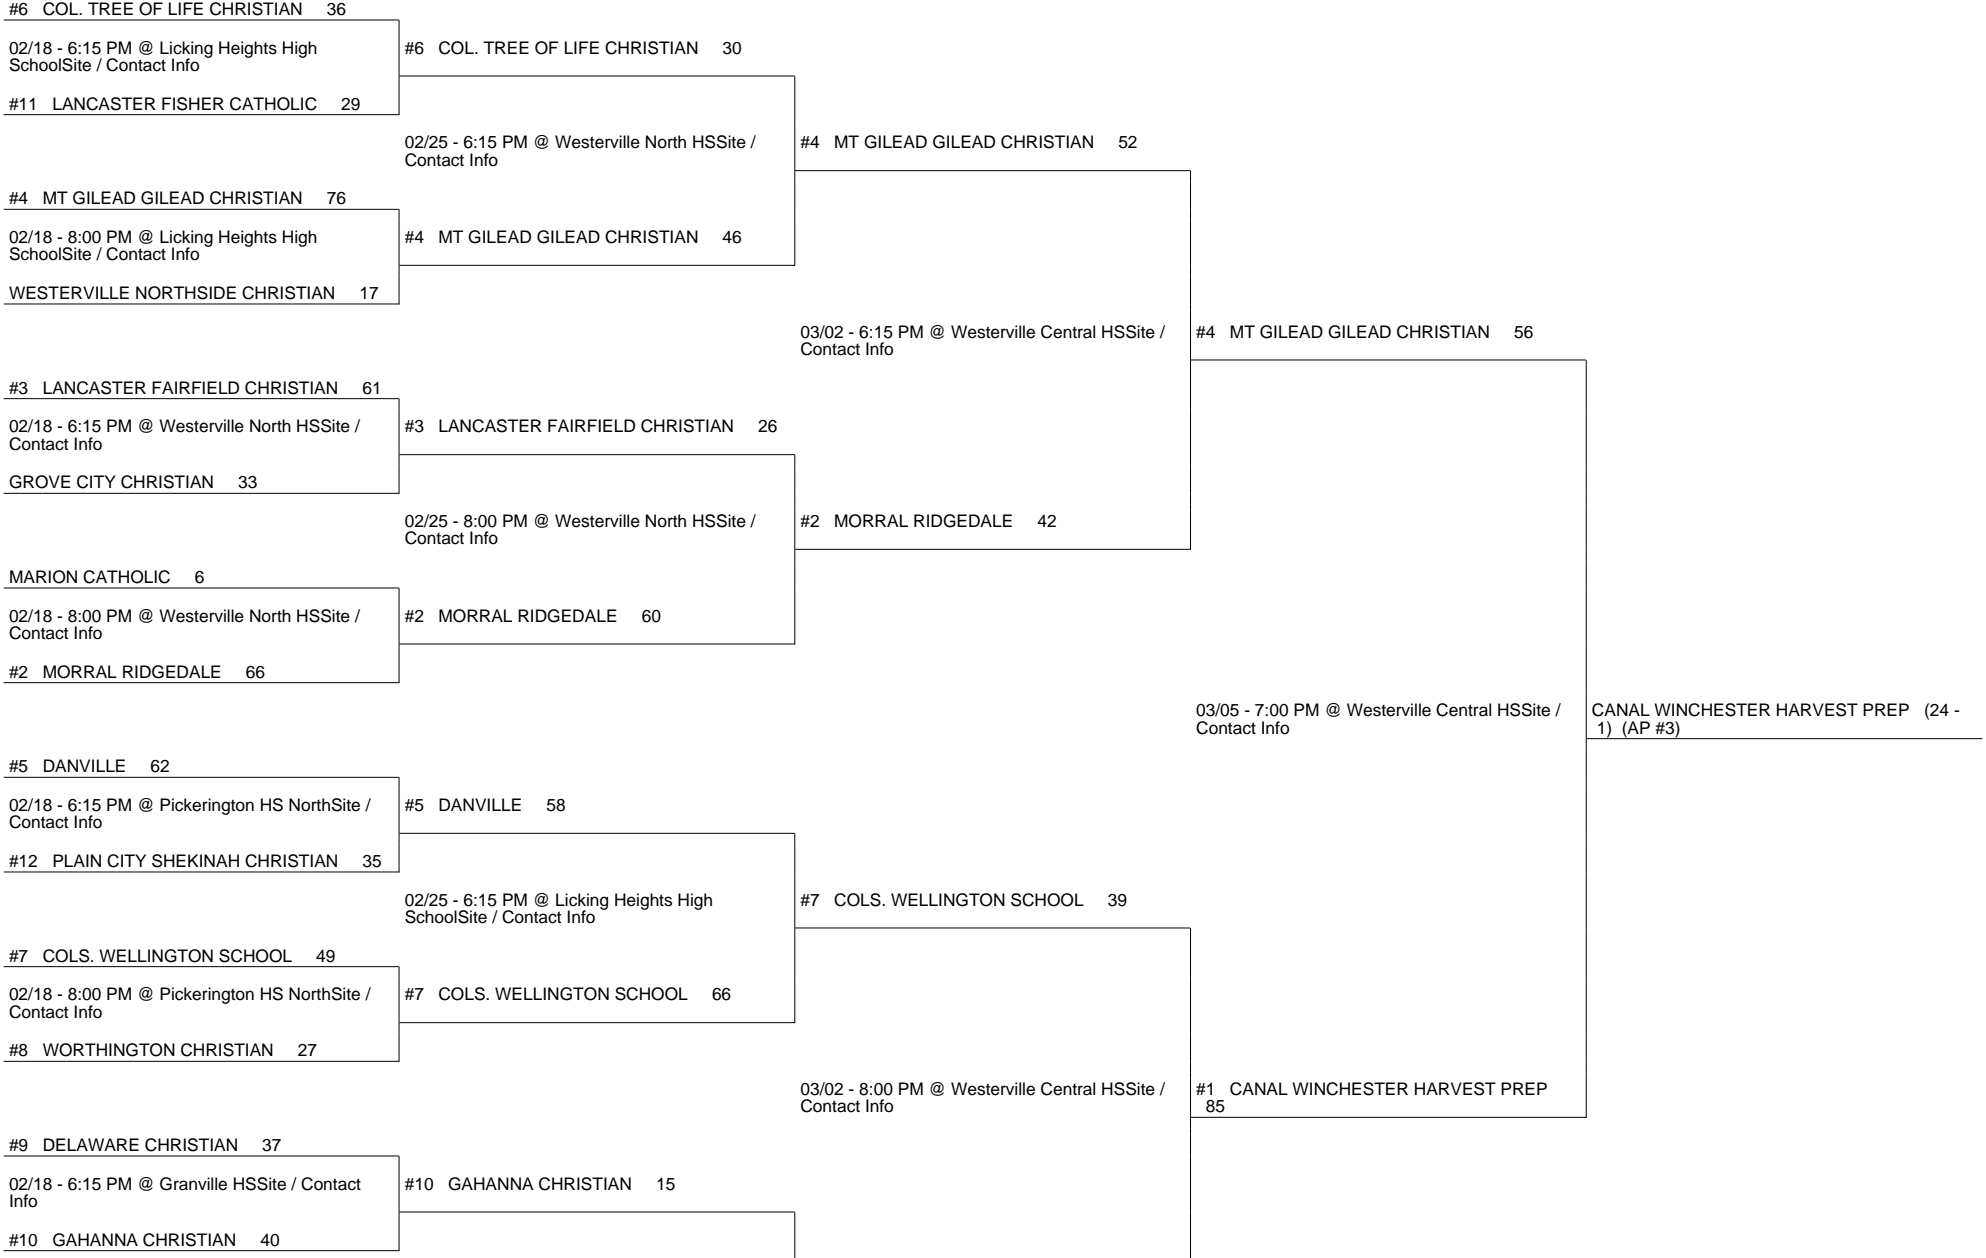 #6 COL. TREE OF LIFE CHRISTIAN 36
02/18 - 6:15 PM @ Licking Heights High
SchoolSite / Contact Info
#11 LANCASTER FISHER CATHOLIC 29
#4 MT GILEAD GILEAD CHRISTIAN 76
02/18 - 8:00 PM @ Licking Heights High
SchoolSite / Contact Info
WESTERVILLE NORTHSIDE CHRISTIAN 17
#3 LANCASTER FAIRFIELD CHRISTIAN 61
02/18 - 6:15 PM @ Westerville North HSSite /
Contact Info
GROVE CITY CHRISTIAN 33
MARION CATHOLIC 6
02/18 - 8:00 PM @ Westerville North HSSite /
Contact Info
#2 MORRAL RIDGEDALE 66
#5 DANVILLE 62
02/18 - 6:15 PM @ Pickerington HS NorthSite /
Contact Info
#12 PLAIN CITY SHEKINAH CHRISTIAN 35
#7 COLS. WELLINGTON SCHOOL 49
02/18 - 8:00 PM @ Pickerington HS NorthSite /
Contact Info
#8 WORTHINGTON CHRISTIAN 27
#9 DELAWARE CHRISTIAN 37
02/18 - 6:15 PM @ Granville HSSite / Contact
Info
#10 GAHANNA CHRISTIAN 40
#6 COL. TREE OF LIFE CHRISTIAN 30
02/25 - 6:15 PM @ Westerville North HSSite /
Contact Info
#4 MT GILEAD GILEAD CHRISTIAN 46
#3 LANCASTER FAIRFIELD CHRISTIAN 26
02/25 - 8:00 PM @ Westerville North HSSite /
Contact Info
#2 MORRAL RIDGEDALE 60
#5 DANVILLE 58
02/25 - 6:15 PM @ Licking Heights High
SchoolSite / Contact Info
#7 COLS. WELLINGTON SCHOOL 66
#10 GAHANNA CHRISTIAN 15
#4 MT GILEAD GILEAD CHRISTIAN 52
03/02 - 6:15 PM @ Westerville Central HSSite /
Contact Info
#2 MORRAL RIDGEDALE 42
#7 COLS. WELLINGTON SCHOOL 39
03/02 - 8:00 PM @ Westerville Central HSSite /
Contact Info
#4 MT GILEAD GILEAD CHRISTIAN 56
03/05 - 7:00 PM @ Westerville Central HSSite /
Contact Info
#1 CANAL WINCHESTER HARVEST PREP
85
CANAL WINCHESTER HARVEST PREP (24 -
1) (AP #3)